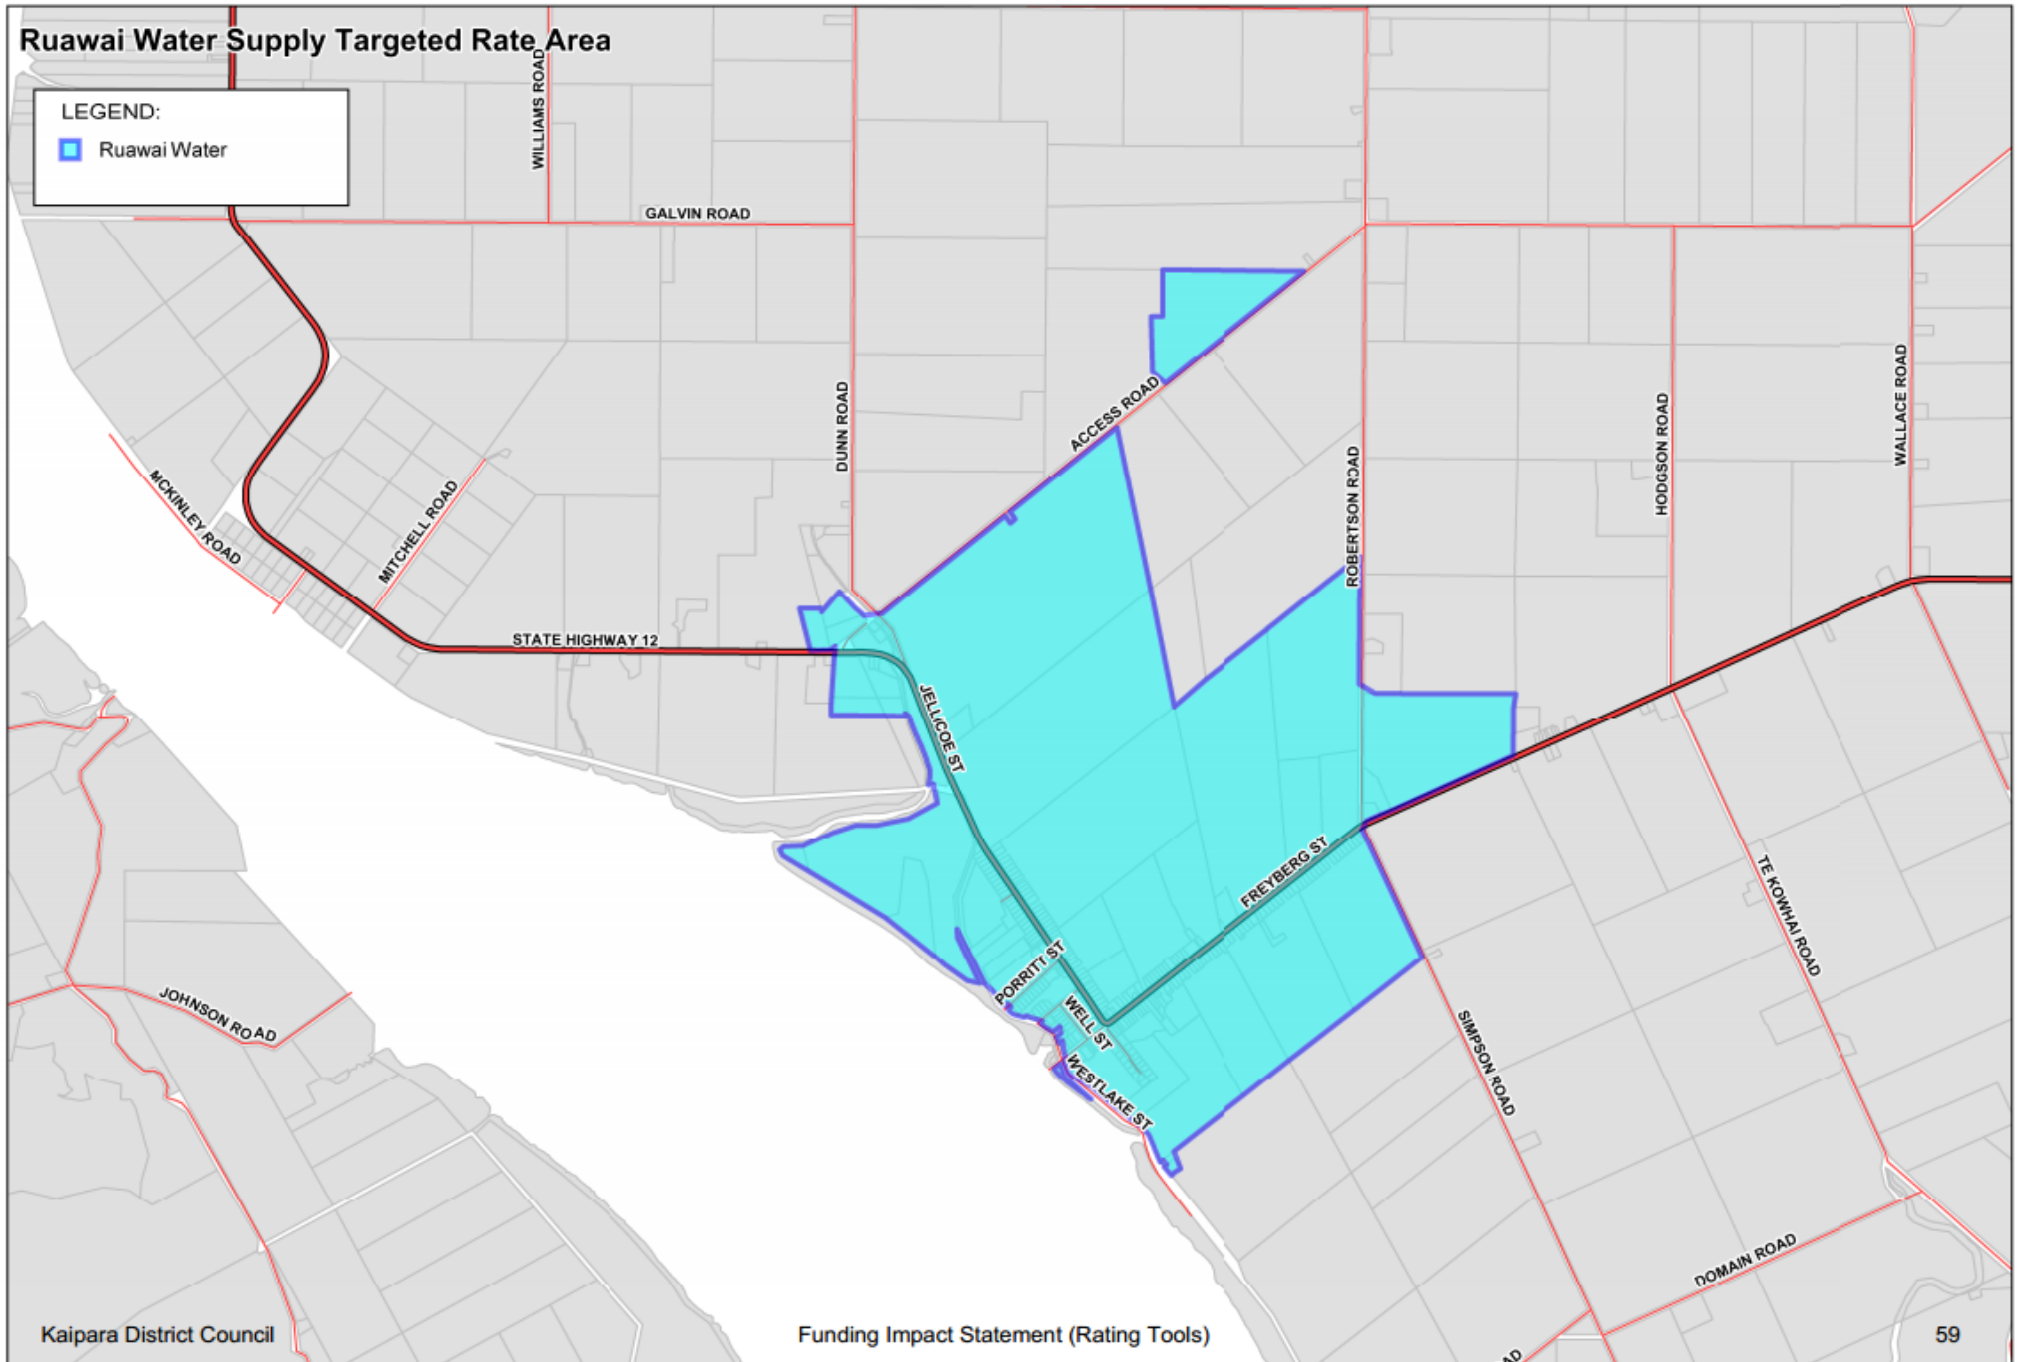 Ruawai Water Supply Targeted Rate Area
LEGEND:
Ruawai Water
WILLIAMS ROAD
GALVIN ROAD
DUNN ROAD
ACCESS ROAD
ROBERTSON ROAD
HODGSON ROAD
WALLACE ROAD
MCKINLEY ROAD
MITCHELL ROAD
STATE HIGHWAY 12
JELLICOE ST
FREYBERG ST
PORRITT ST
WELL ST
WESTLAKE ST
TE KOWHAI ROAD
SIMPSON ROAD
JOHNSON ROAD
DOMAIN ROAD
AD
Kaipara District Council
Funding Impact Statement (Rating Tools)
59